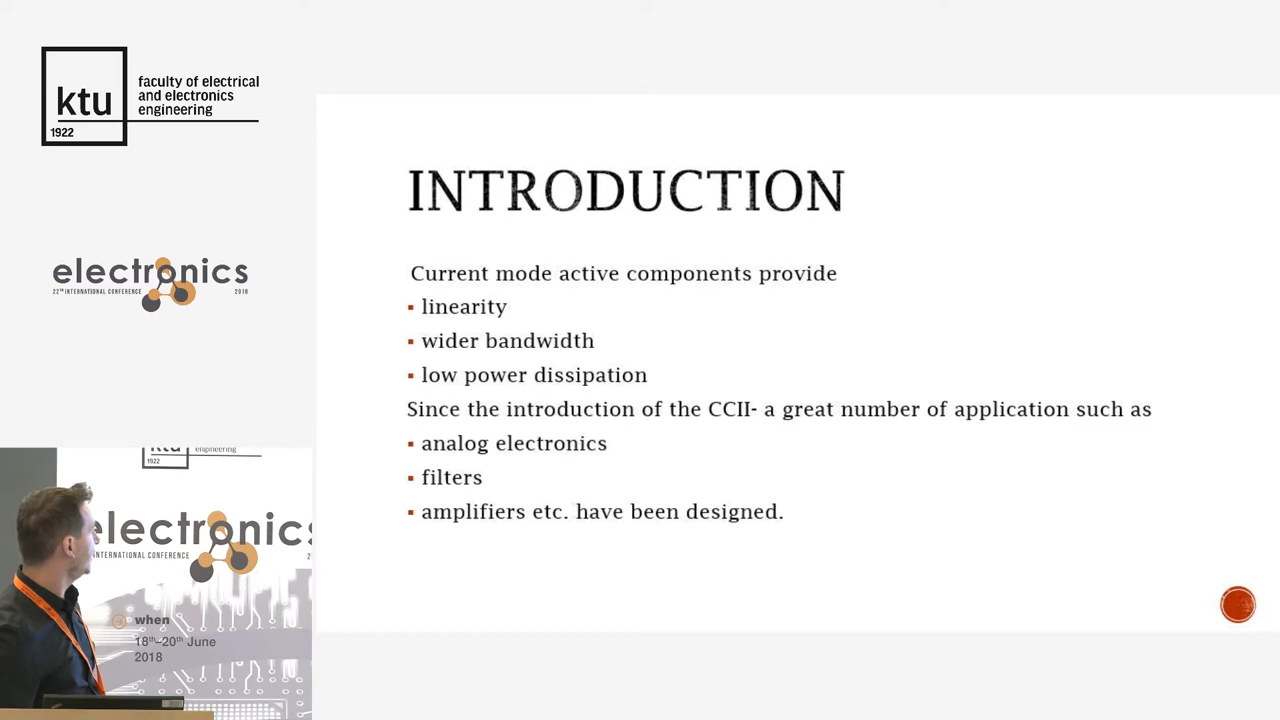 ktu
1922
faculty of electrical
and electronics
engineering
electronics
22TH INTERNATIONAL CONFERENCE 2018
INTRODUCTION
Current mode active components provide
▪ linearity
▪ wider bandwidth
▪ low power dissipation
Since the introduction of the CCII- a great number of application such as
▪ analog electronics
▪ filters
▪ amplifiers etc. have been designed.
ktu
1922
engineering
electronics
INTERNATIONAL CONFERENCE
when
18th–20th June
2018